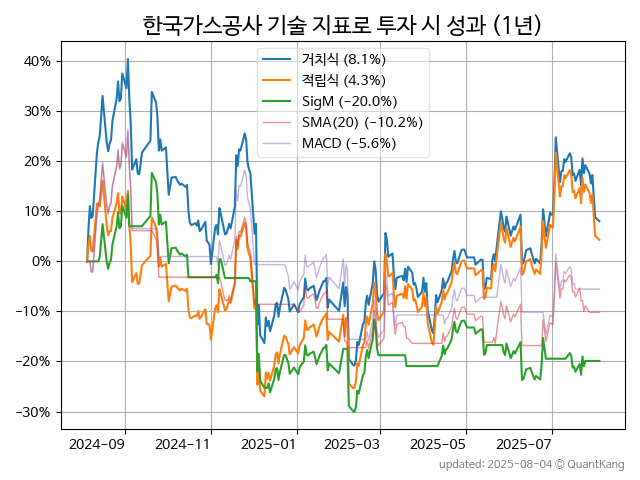 한국가스공사 기술 지표로 투자 시 성과 (1년)
거치식 (8.1%)
적립식 (4.3%)
SigM (−20.0%)
SMA(20) (−10.2%)
MACD (−5.6%)
40%
30%
20%
10%
0%
−10%
−20%
−30%
2024-09
2024-11
2025-01
2025-03
2025-05
2025-07
updated: 2025-08-04 © QuantKang